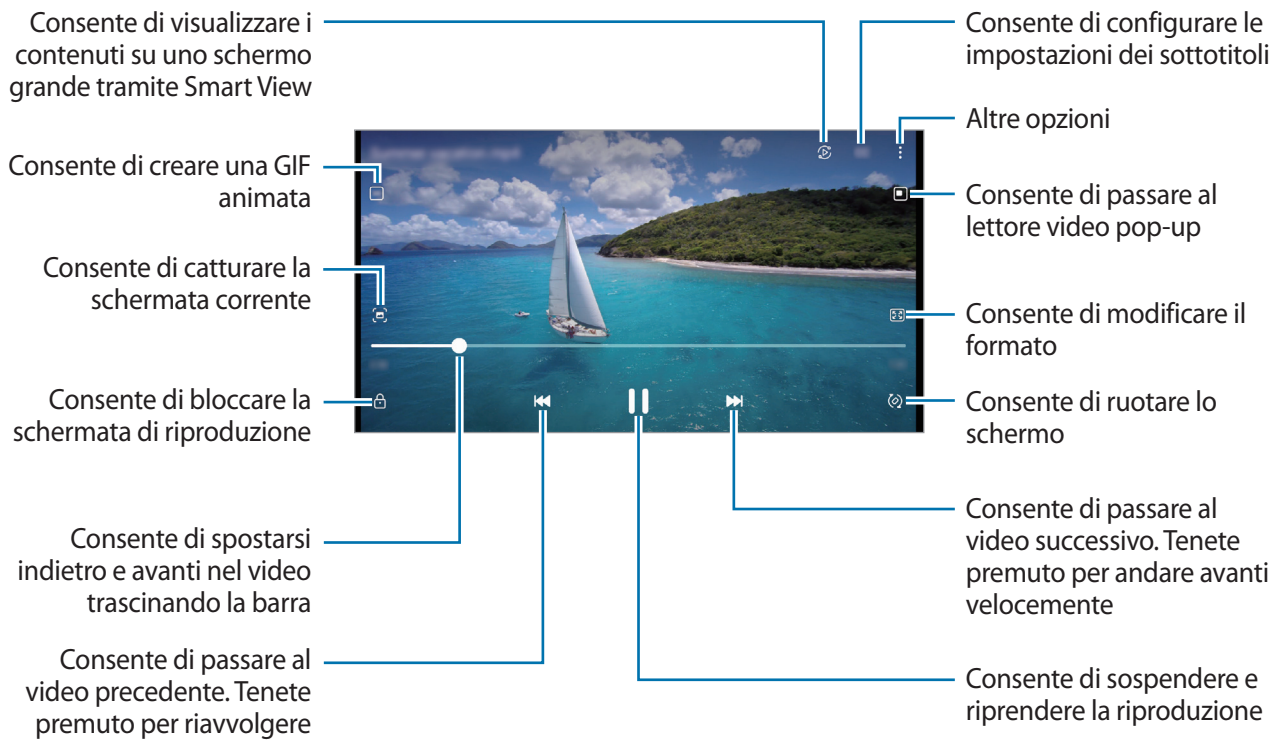 Consente di visualizzare i
contenuti su uno schermo
grande tramite Smart View
Consente di creare una GIF
animata
Consente di catturare la
schermata corrente
Consente di bloccare la
schermata di riproduzione
Consente di spostarsi
indietro e avanti nel video
trascinando la barra
Consente di passare al
video precedente. Tenete
premuto per riavvolgere
Consente di configurare le
impostazioni dei sottotitoli
Altre opzioni
Consente di passare al
lettore video pop-up
Consente di modificare il
formato
Consente di ruotare lo
schermo
Consente di passare al
video successivo. Tenete
premuto per andare avanti
velocemente
Consente di sospendere e
riprendere la riproduzione